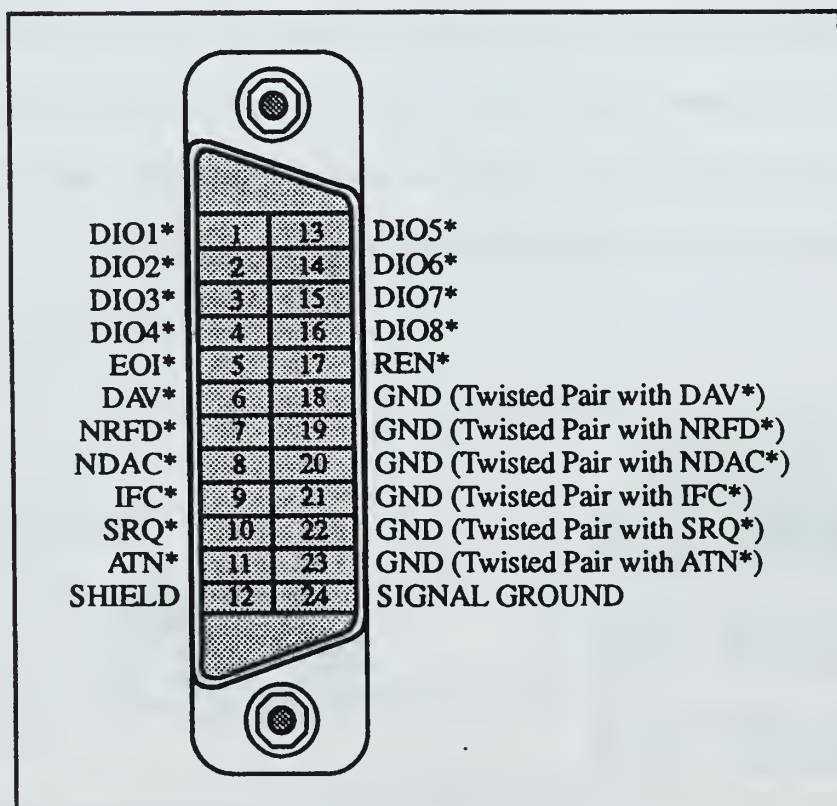 DIO1* 1 13 DIO5*
DIO2* 2 14 DIO6*
DIO3* 3 15 DIO7*
DIO4* 4 16 DIO8*
EOI* 5 17 REN*
DAV* 6 18 GND (Twisted Pair with DAV*)
NRFD* 7 19 GND (Twisted Pair with NRFD*)
NDAC* 8 20 GND (Twisted Pair with NDAC*)
IFC* 9 21 GND (Twisted Pair with IFC*)
SRQ* 10 22 GND (Twisted Pair with SRQ*)
ATN* 11 23 GND (Twisted Pair with ATN*)
SHIELD 12 24 SIGNAL GROUND